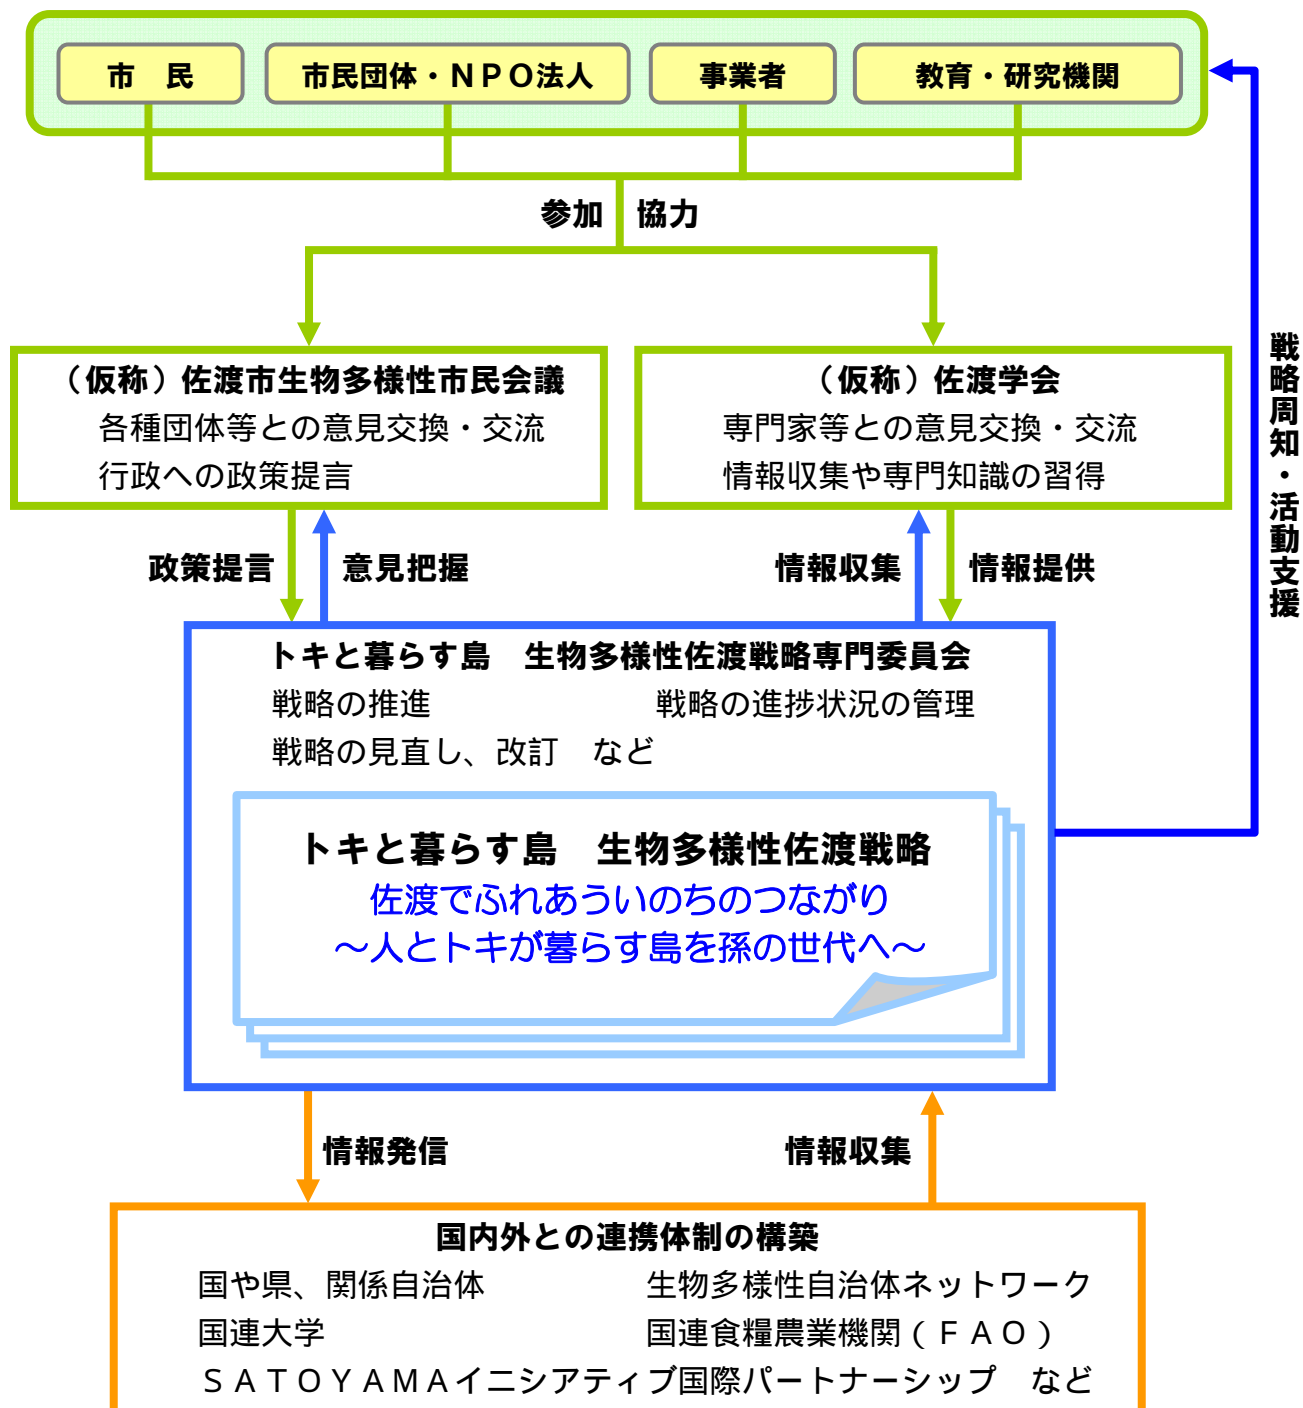 市　民
市民団体・ＮＰＯ法人
事業者
教育・研究機関
参加
協力
（仮称）佐渡市生物多様性市民会議
各種団体等との意見交換・交流
行政への政策提言
（仮称）佐渡学会
専門家等との意見交換・交流
情報収集や専門知識の習得
戦略周知・活動支援
政策提言
意見把握
情報収集
情報提供
トキと暮らす島　生物多様性佐渡戦略専門委員会
戦略の推進
戦略の進捗状況の管理
戦略の見直し、改訂　など
トキと暮らす島　生物多様性佐渡戦略
佐渡でふれあういのちのつながり
～人とトキが暮らす島を孫の世代へ～
情報発信
情報収集
国内外との連携体制の構築
国や県、関係自治体
生物多様性自治体ネットワーク
国連大学
国連食糧農業機関（ＦＡＯ）
ＳＡＴＯＹＡＭＡイニシアティブ国際パートナーシップ　など